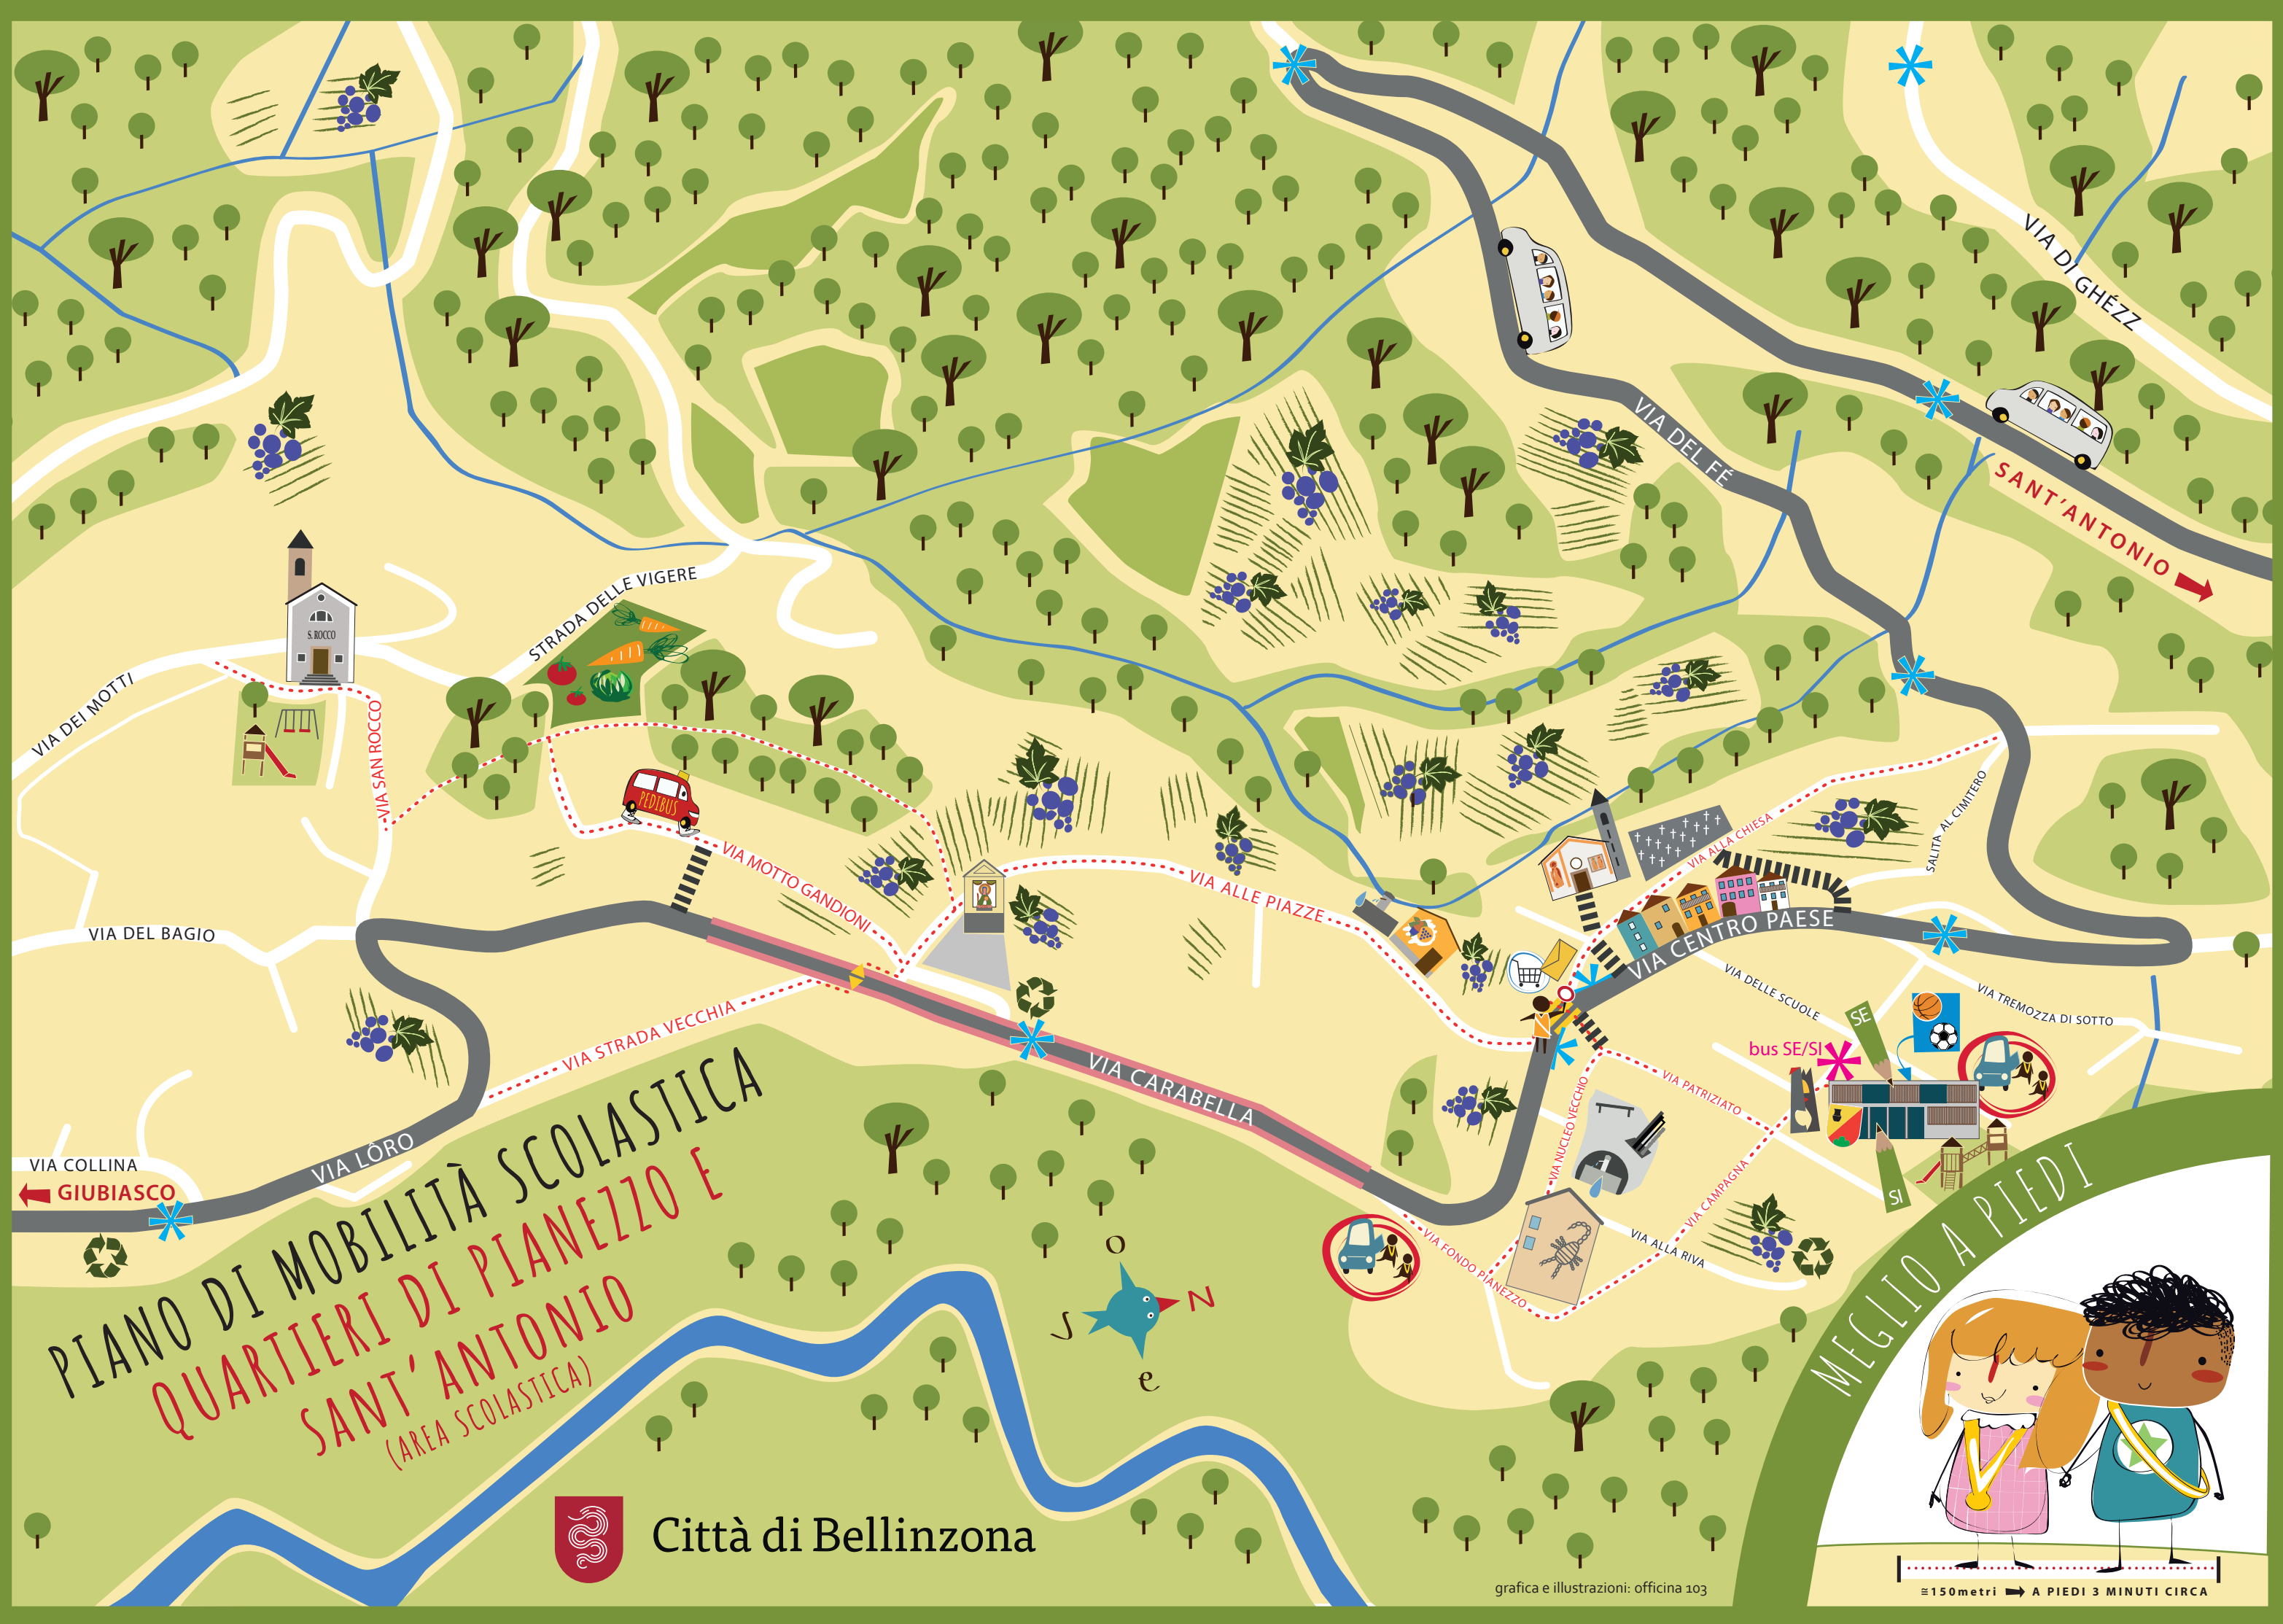 VIA DI GHÉZZ
VIA DEL FÉ
SANT'ANTONIO
STRADA DELLE VIGERE
S. ROCCO
VIA DEI MOTTI
VIA SAN ROCCO
PEDIBUS
VIA MOTTO GANDIONI
VIA ALLE PIAZZE
VIA ALLA CHIESA
SALITA AL CIMITERO
VIA DEL BAGIO
VIA CENTRO PAESE
VIA DELLE SCUOLE
VIA TREMOZZA DI SOTTO
VIA STRADA VECCHIA
VIA CARABELLA
SE
bus SE/SI
VIA PATRIZIATO
VIA NUCLEO VECCHIO
VIA CAMPAGNA
SI
VIA LÔRO
VIA COLLINA
GIUBIASCO
VIA FONDO PIANEZZO
VIA ALLA RIVA
PIANO DI MOBILITÀ SCOLASTICA
QUARTIERI DI PIANEZZO E
SANT'ANTONIO
(AREA SCOLASTICA)
O
N
S
e
MEGLIO A PIEDI
Città di Bellinzona
grafica e illustrazioni: officina 103
≅150metri A PIEDI 3 MINUTI CIRCA